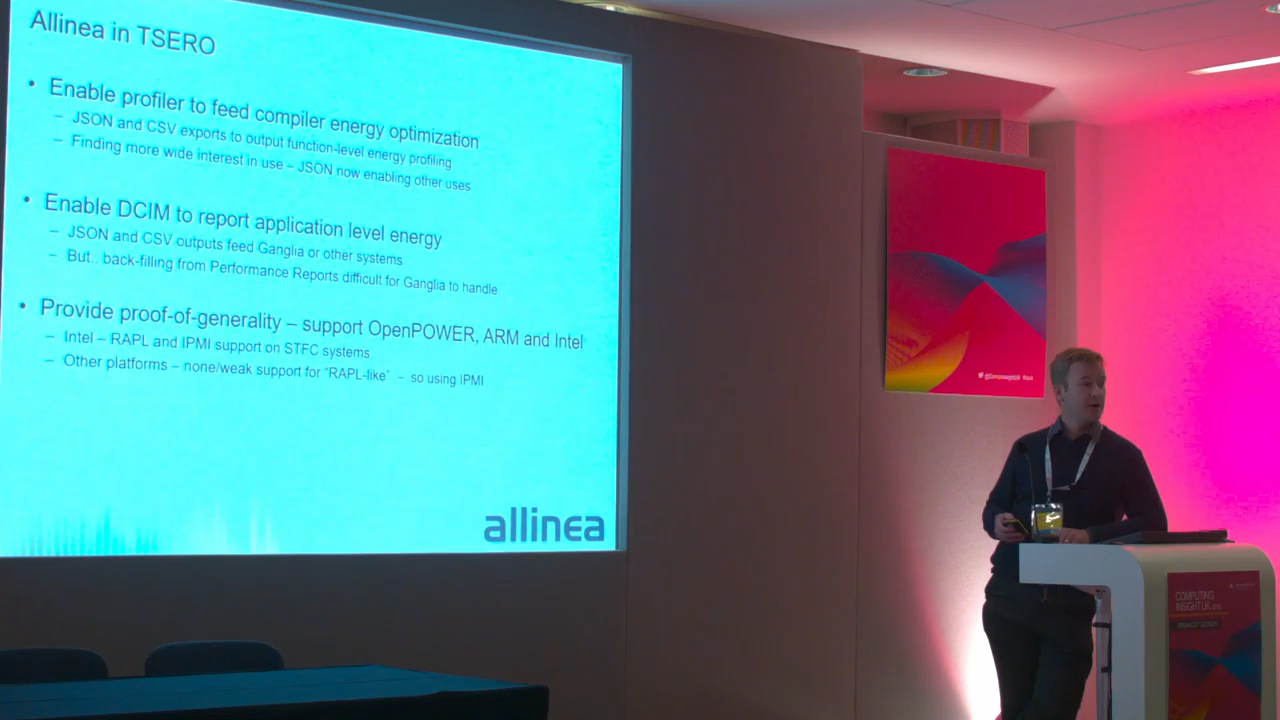 Allinea in TSERO
• Enable profiler to feed compiler energy optimization
– JSON and CSV exports to output function-level energy profiling
– Finding more wide interest in use – JSON now enabling other uses
• Enable DCIM to report application level energy
– JSON and CSV outputs feed Ganglia or other systems
– But.. back-filling from Performance Reports difficult for Ganglia to handle
• Provide proof-of-generality – support OpenPOWER, ARM and Intel
– Intel – RAPL and IPMI support on STFC systems
– Other platforms – none/weak support for "RAPL-like" – so using IPMI
allinea
COMPUTING
INSIGHT UK
BREAKOUT SESSION